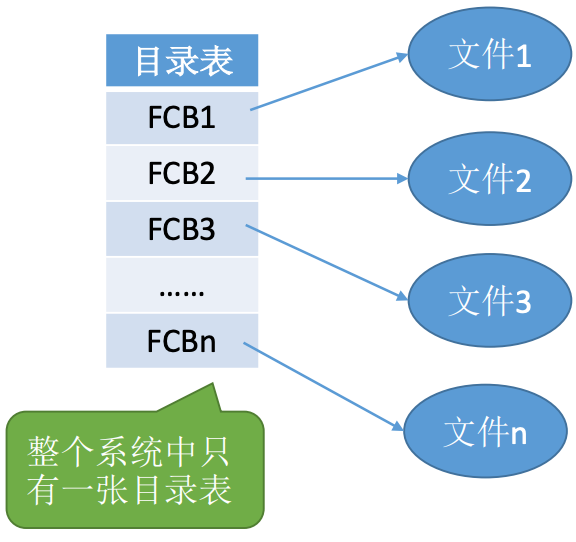 目录表
FCB1
FCB2
FCB3
……
FCBn
文件1
文件2
文件3
文件n
整个系统中只
有一张目录表